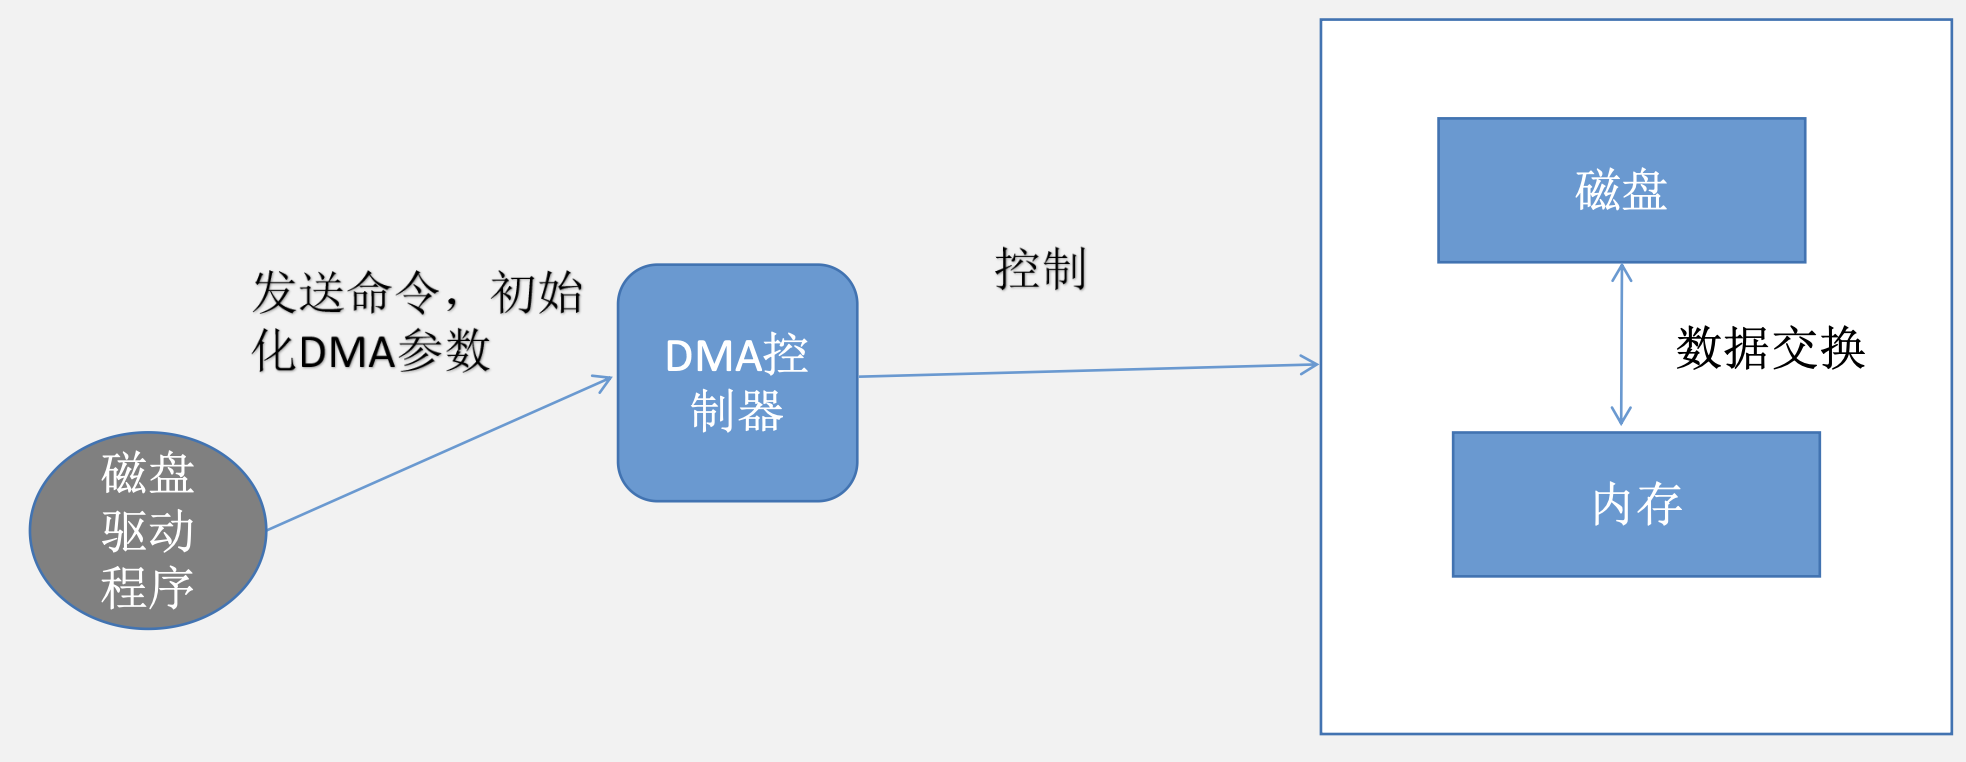 发送命令，初始
化DMA参数
磁盘
驱动
程序
DMA控
制器
控制
磁盘
数据交换
内存